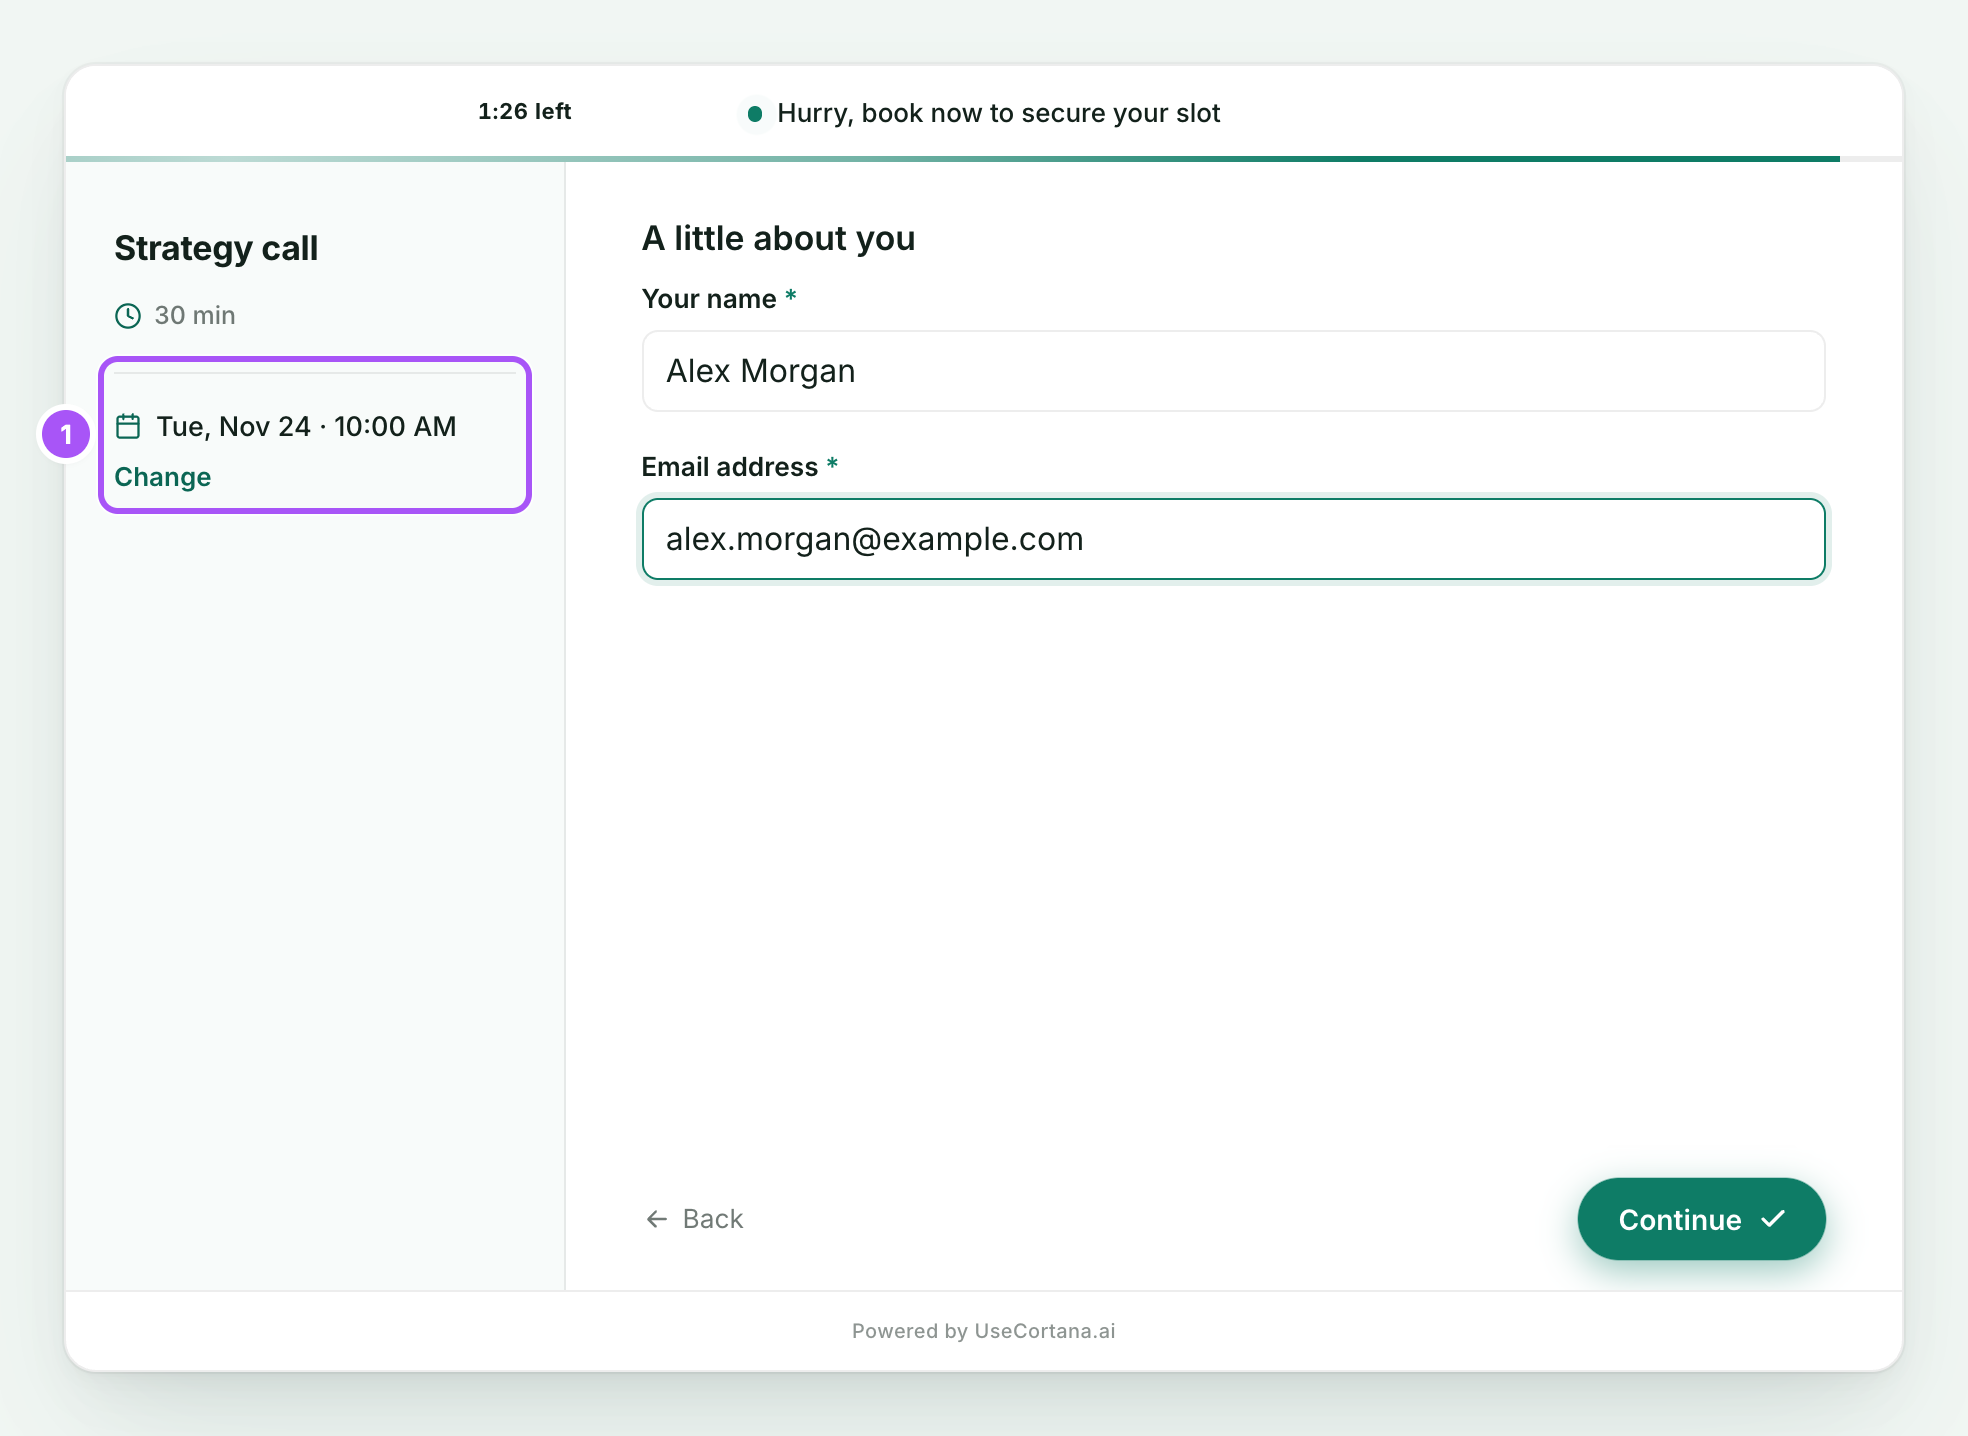 1:26 left
Hurry, book now to secure your slot
Strategy call
30 min
1
Tue, Nov 24 · 10:00 AM
Change
A little about you
Your name *
Alex Morgan
Email address *
alex.morgan@example.com
Back
Continue
Powered by UseCortana.ai